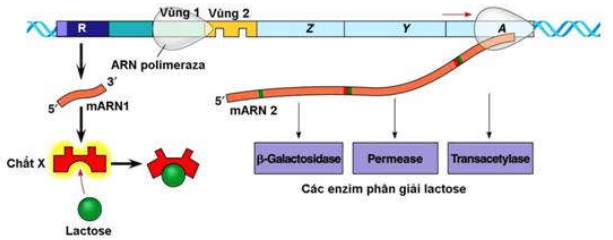 Vùng 1
Vùng 2
R
Z
Y
A
ARN polimeraza
3′
5′
mARN1
5′
mARN 2
Chất X
β-Galactosidase
Permease
Transacetylase
Các enzim phân giải lactose
Lactose